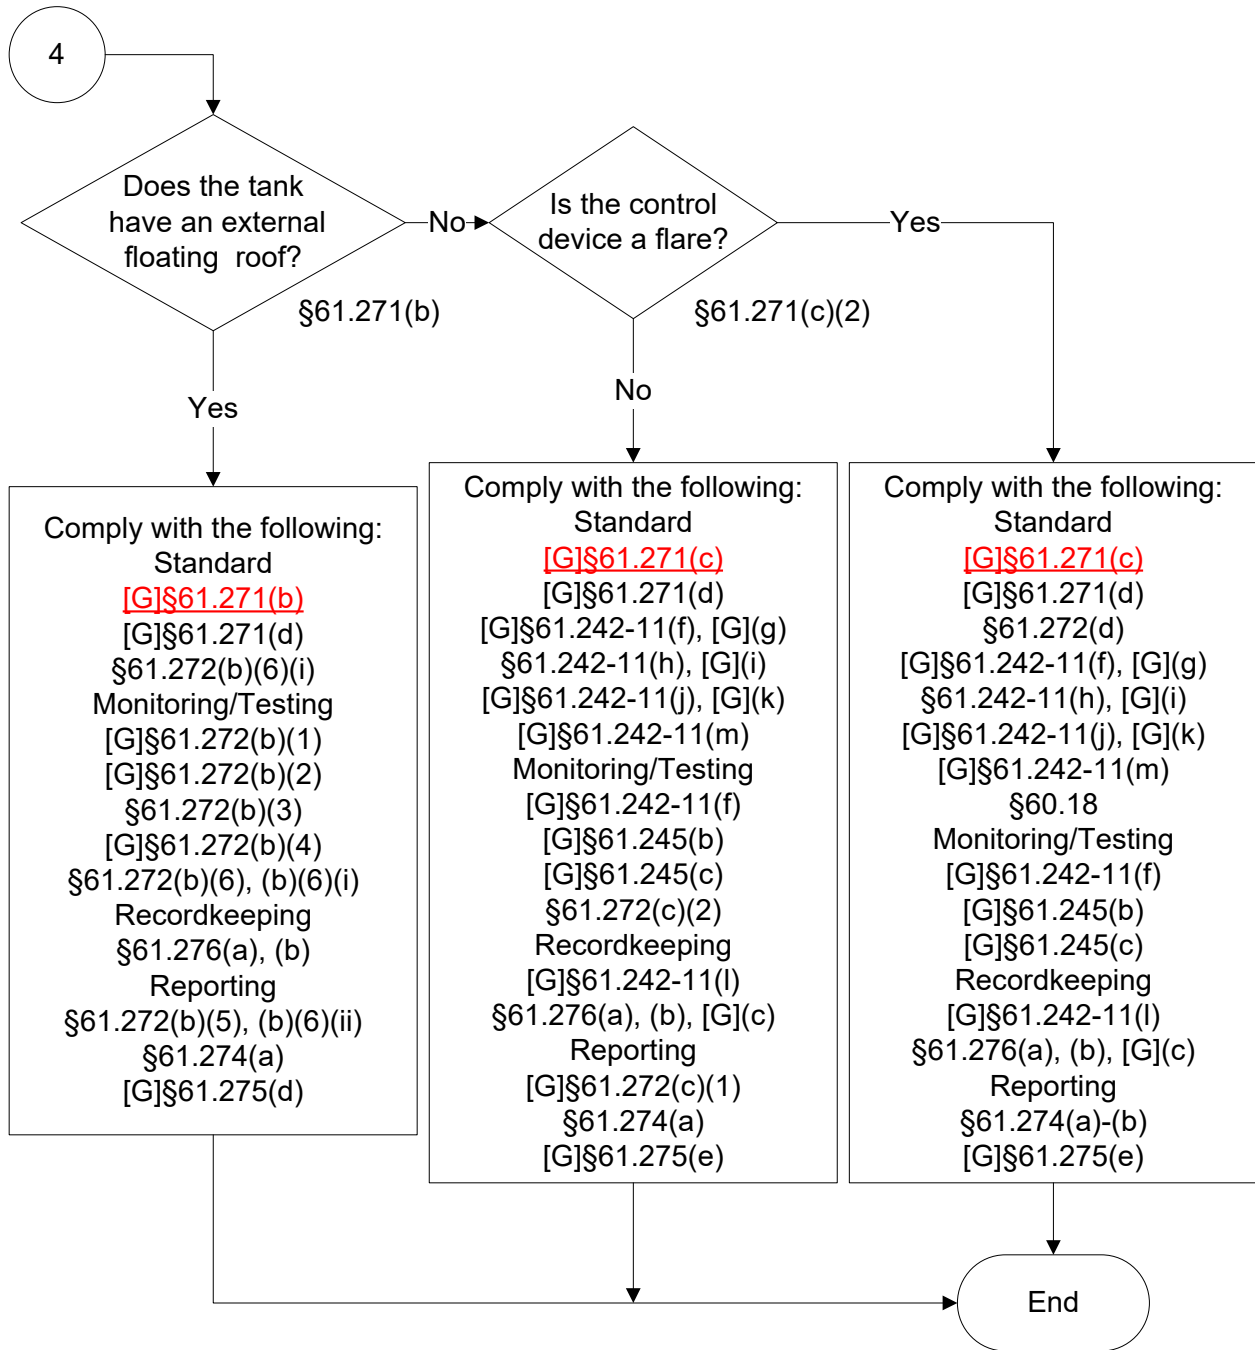 4
Does the tank
have an external
floating roof?
No
§61.271(b)
Is the control
device a flare?
Yes
§61.271(c)(2)
Yes
No
Comply with the following:
Standard
[G]§61.271(b)
[G]§61.271(d)
§61.272(b)(6)(i)
Monitoring/Testing
[G]§61.272(b)(1)
[G]§61.272(b)(2)
§61.272(b)(3)
[G]§61.272(b)(4)
§61.272(b)(6), (b)(6)(i)
Recordkeeping
§61.276(a), (b)
Reporting
§61.272(b)(5), (b)(6)(ii)
§61.274(a)
[G]§61.275(d)
Comply with the following:
Standard
[G]§61.271(c)
[G]§61.271(d)
[G]§61.242-11(f), [G](g)
§61.242-11(h), [G](i)
[G]§61.242-11(j), [G](k)
[G]§61.242-11(m)
Monitoring/Testing
[G]§61.242-11(f)
[G]§61.245(b)
[G]§61.245(c)
§61.272(c)(2)
Recordkeeping
[G]§61.242-11(l)
§61.276(a), (b), [G](c)
Reporting
[G]§61.272(c)(1)
§61.274(a)
[G]§61.275(e)
Comply with the following:
Standard
[G]§61.271(c)
[G]§61.271(d)
§61.272(d)
[G]§61.242-11(f), [G](g)
§61.242-11(h), [G](i)
[G]§61.242-11(j), [G](k)
[G]§61.242-11(m)
§60.18
Monitoring/Testing
[G]§61.242-11(f)
[G]§61.245(b)
[G]§61.245(c)
Recordkeeping
[G]§61.242-11(l)
§61.276(a), (b), [G](c)
Reporting
§61.274(a)-(b)
[G]§61.275(e)
End